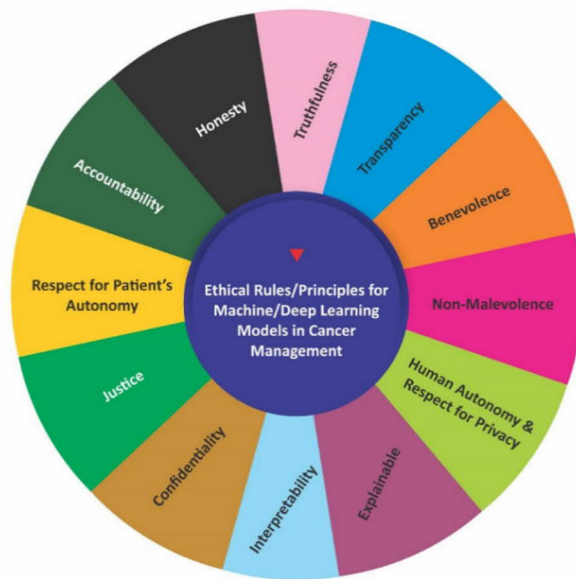 Ethical Rules/Principles for
Machine/Deep Learning
Models in Cancer
Management
Truthfulness
Transparency
Benevolence
Non-Malevolence
Human Autonomy &
Respect for Privacy
Explainable
Interpretability
Confidentiality
Justice
Respect for Patient's
Autonomy
Accountability
Honesty